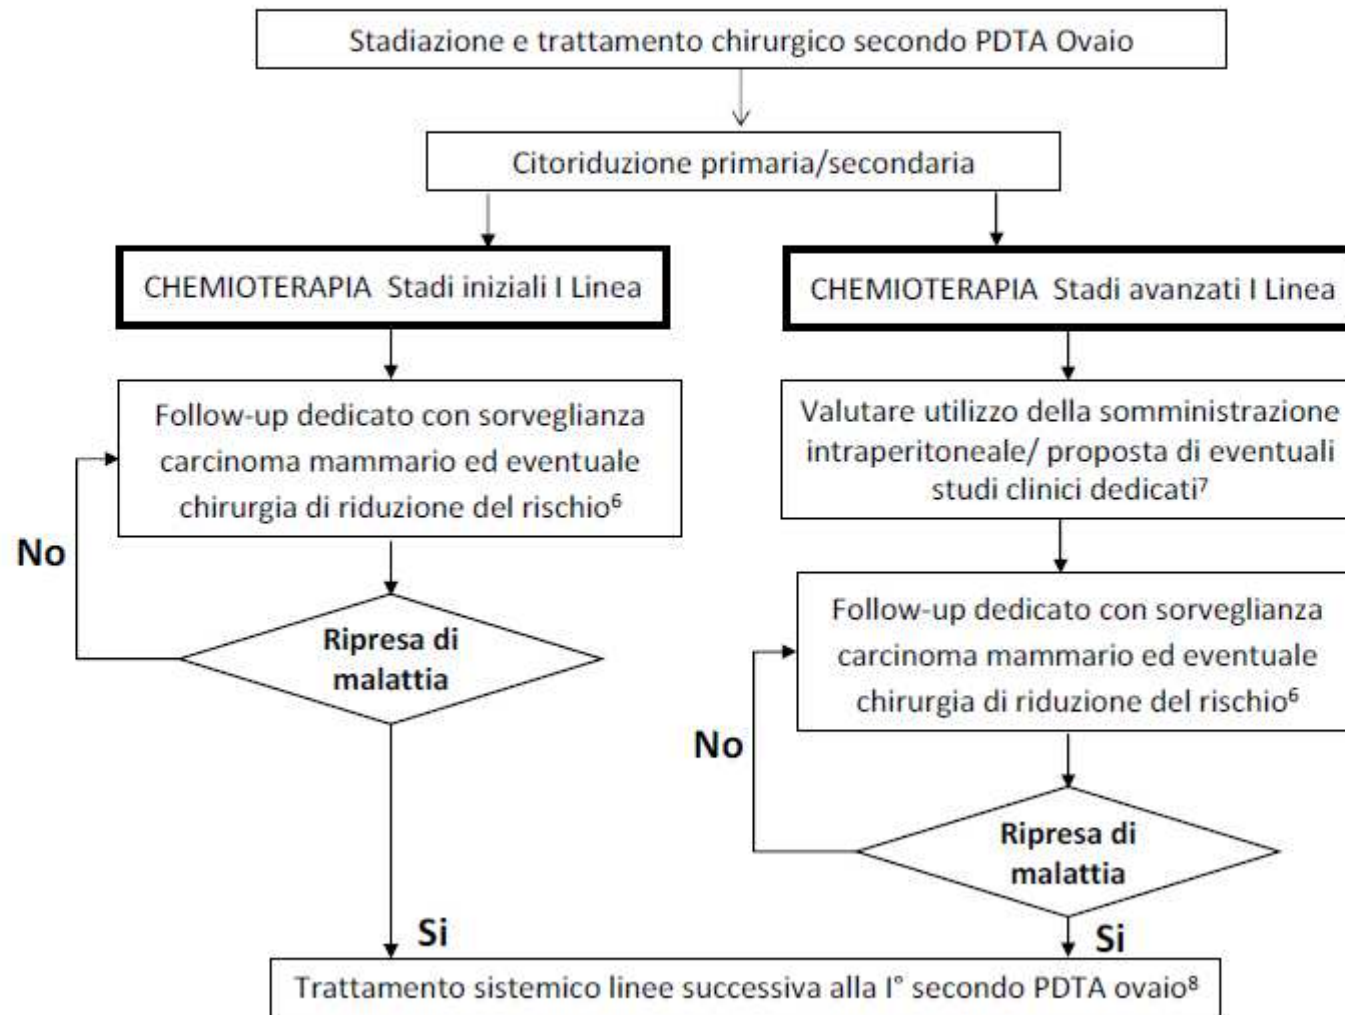 Stadiazione e trattamento chirurgico secondo PDTA Ovaio
Citoriduzione primaria/secondaria
CHEMIOTERAPIA Stadi iniziali I Linea
CHEMIOTERAPIA Stadi avanzati I Linea
Follow-up dedicato con sorveglianza
carcinoma mammario ed eventuale
chirurgia di riduzione del rischio⁶
Valutare utilizzo della somministrazione
intraperitoneale/ proposta di eventuali
studi clinici dedicati⁷
No
Ripresa di
malattia
Follow-up dedicato con sorveglianza
carcinoma mammario ed eventuale
chirurgia di riduzione del rischio⁶
No
Ripresa di
malattia
Si
Si
Trattamento sistemico linee successiva alla I° secondo PDTA ovaio⁸